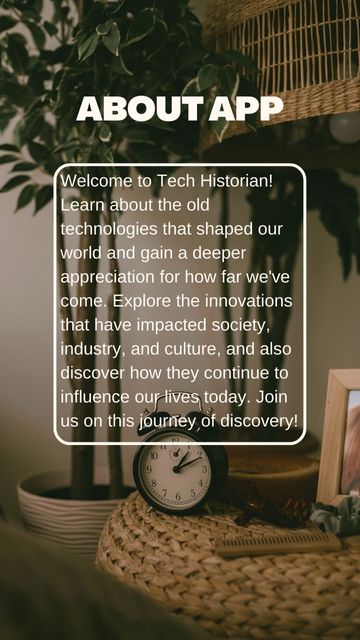 ABOUT APP
Welcome to Tech Historian!
Learn about the old
technologies that shaped our
world and gain a deeper
appreciation for how far we've
come. Explore the innovations
that have impacted society,
industry, and culture, and also
discover how they continue to
influence our lives today. Join
us on this journey of discovery!